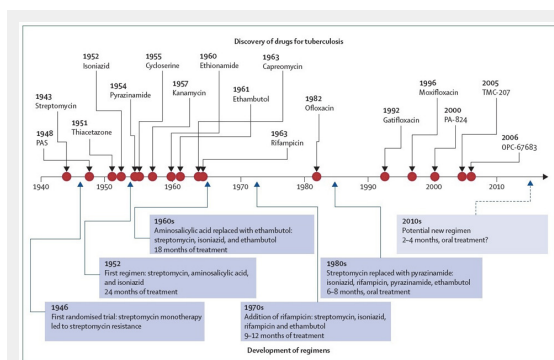 Discovery of drugs for tuberculosis
1943
Streptomycin
1948
PAS
1951
Thiacetazone
1952
Isoniazid
1954
Pyrazinamide
1955
Cycloserine
1957
Kanamycin
1960
Ethionamide
1961
Ethambutol
1963
Capreomycin
1963
Rifampicin
1982
Ofloxacin
1992
Gatifloxacin
1996
Moxifloxacin
2000
PA-824
2005
TMC-207
2006
OPC-67683
1940
1950
1960
1970
1980
1990
2000
2010
1960s
Aminosalicylic acid replaced with ethambutol:
streptomycin, isoniazid, and ethambutol
18 months of treatment
2010s
Potential new regimen
2–4 months, oral treatment?
1952
First regimen: streptomycin, aminosalicylic acid,
and isoniazid
24 months of treatment
1980s
Streptomycin replaced with pyrazinamide:
isoniazid, rifampicin, pyrazinamide, ethambutol
6–8 months, oral treatment
1946
First randomised trial: streptomycin monotherapy
led to streptomycin resistance
1970s
Addition of rifampicin: streptomycin, isoniazid,
rifampicin and ethambutol
9–12 months of treatment
Development of regimens